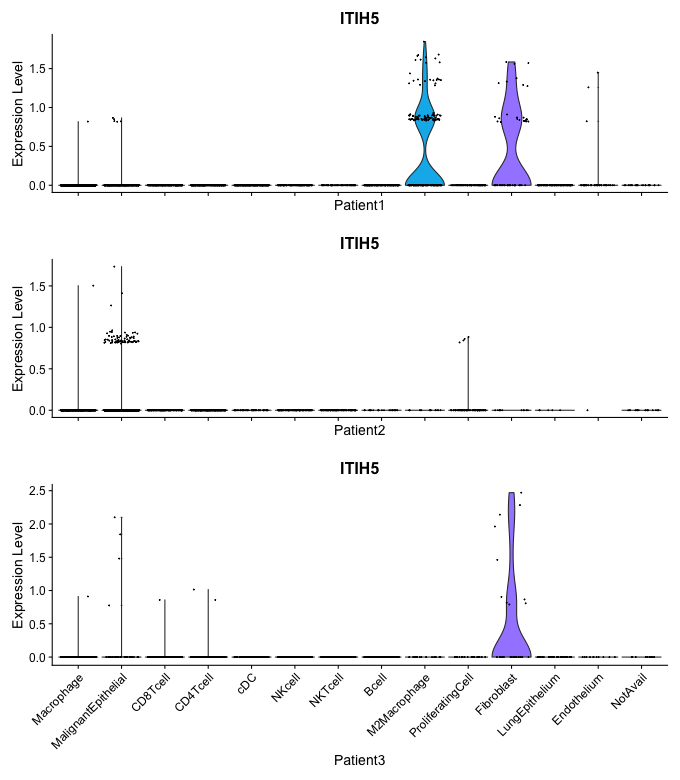 ITIH5
Expression Level
1.5
1.0
0.5
0.0
Patient1
ITIH5
Expression Level
1.5
1.0
0.5
0.0
Patient2
ITIH5
Expression Level
2.5
2.0
1.5
1.0
0.5
0.0
Macrophage
MalignantEpithelial
CD8Tcell
CD4Tcell
cDC
NKcell
NKTcell
Bcell
M2Macrophage
ProliferatingCell
Fibroblast
LungEpithelium
Endothelium
NotAvail
Patient3